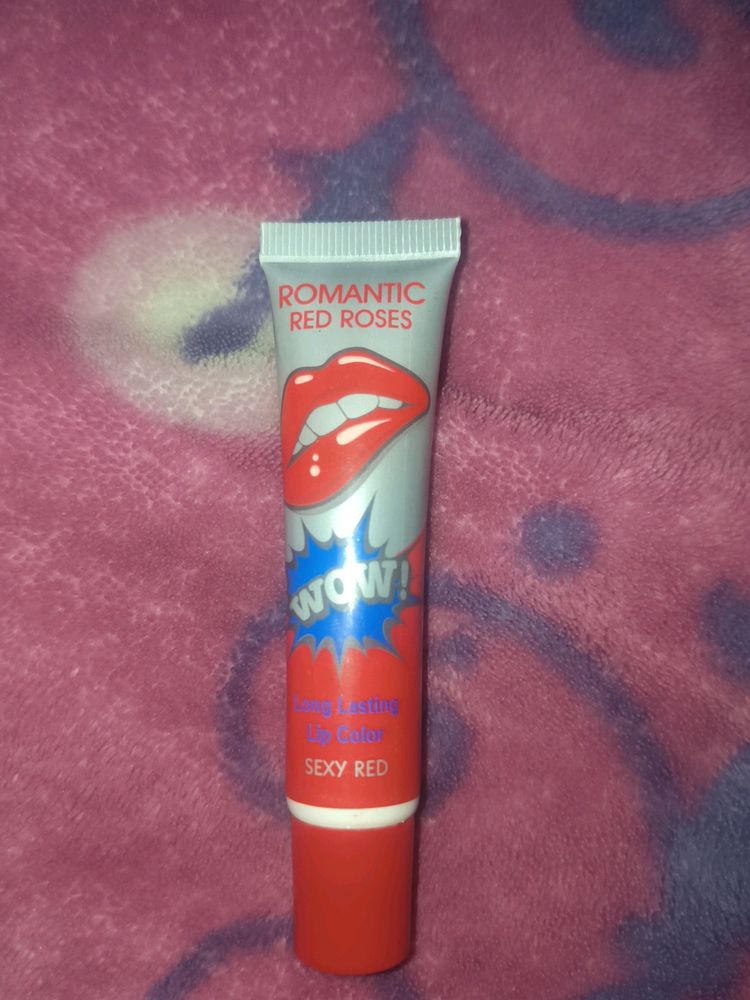 ROMANTIC
RED ROSES
WOW!
Long Lasting
Lip Color
SEXY RED